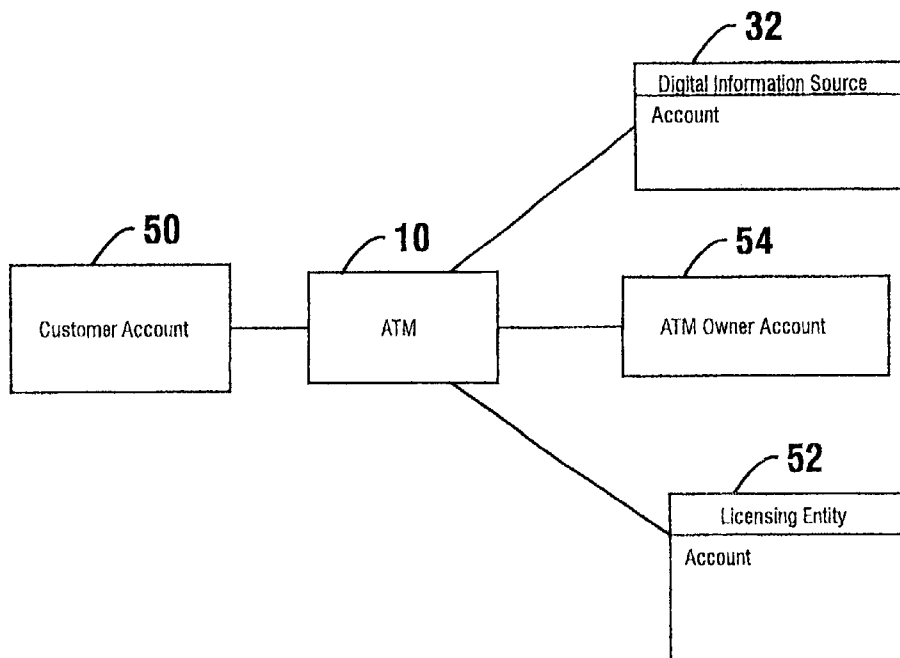 32
Digital Information Source
Account
50
Customer Account
10
ATM
54
ATM Owner Account
52
Licensing Entity
Account